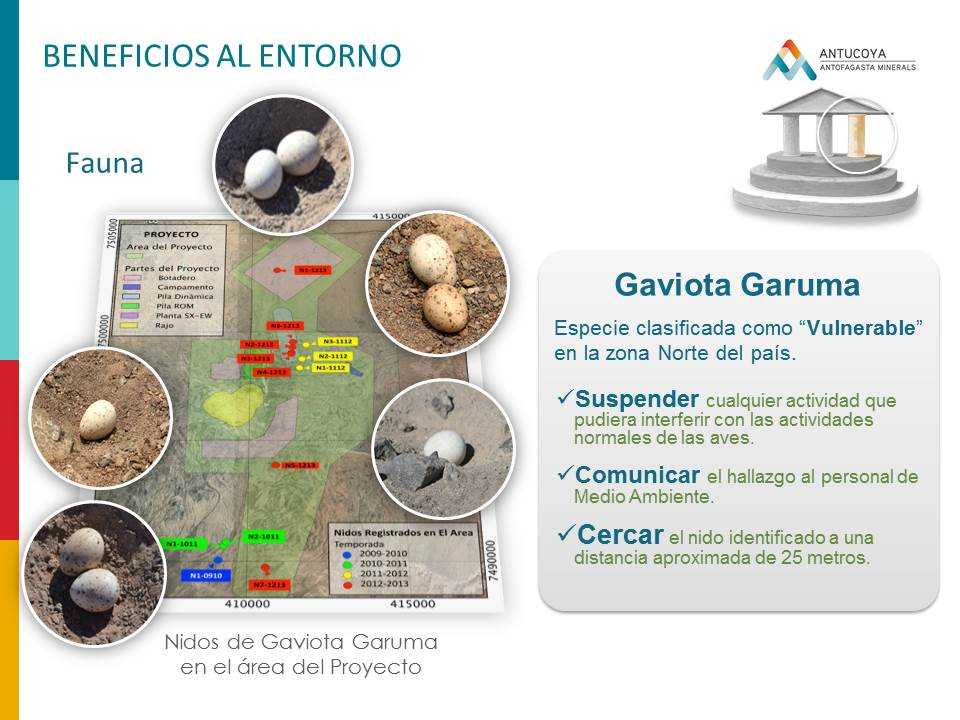 BENEFICIOS AL ENTORNO
ANTUCOYA
ANTOFAGASTA MINERALS
Fauna
415000
7505000
PROYECTO
Area del Proyecto
Partes del Proyecto
Botadero
Campamento
Pila Dinámica
Pila ROM
Planta SX-EW
Rajo
7500000
N1-1213
N6-1213
N2-1213
N3-1112
N3-1213
N2-1112
N4-1213
N1-1112
N5-1213
N1-1011
N2-1011
N1-0910
N7-1213
Nidos Registrados en El Area
Temporada
2009-2010
2010-2011
2011-2012
2012-2013
7490000
410000
415000
Nidos de Gaviota Garuma
en el área del Proyecto
Gaviota Garuma
Especie clasificada como “Vulnerable”
en la zona Norte del país.
✓Suspender cualquier actividad que
pudiera interferir con las actividades
normales de las aves.
✓Comunicar el hallazgo al personal de
Medio Ambiente.
✓Cercar el nido identificado a una
distancia aproximada de 25 metros.